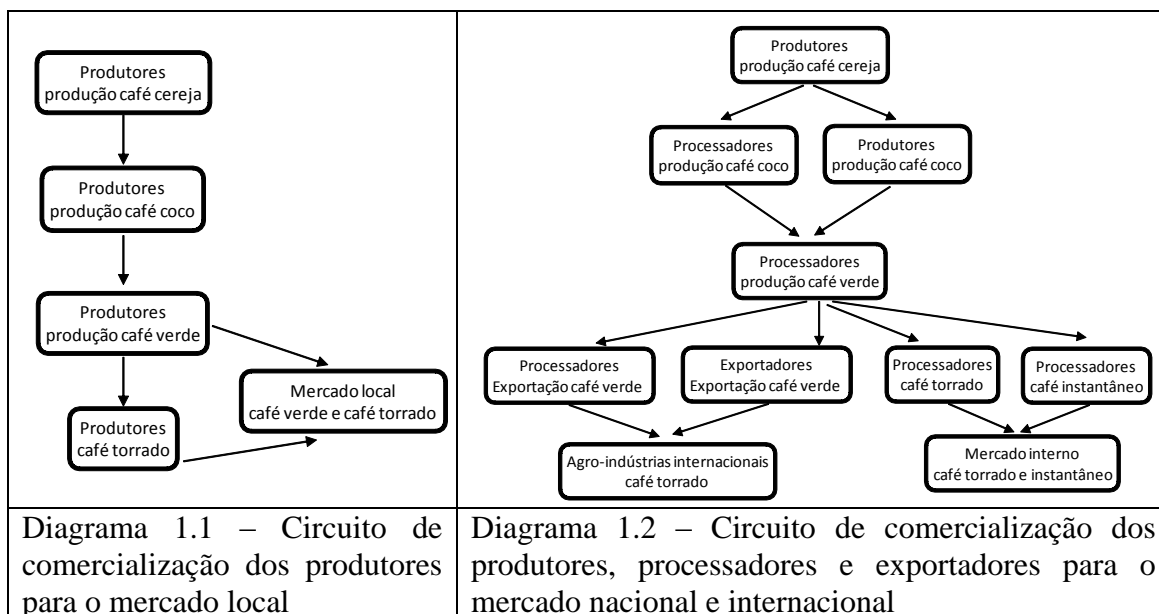 Produtores
produção café cereja
Produtores
produção café coco
Produtores
produção café verde
Mercado local
café verde e café torrado
Produtores
café torrado
Produtores
produção café cereja
Processadores
produção café coco
Produtores
produção café coco
Processadores
produção café verde
Processadores
Exportação café verde
Exportadores
Exportação café verde
Processadores
café torrado
Processadores
café instantâneo
Agro-indústrias internacionais
café torrado
Mercado interno
café torrado e instantâneo
Diagrama 1.1 – Circuito de
comercialização dos produtores
para o mercado local
Diagrama 1.2 – Circuito de comercialização dos
produtores, processadores e exportadores para o
mercado nacional e internacional